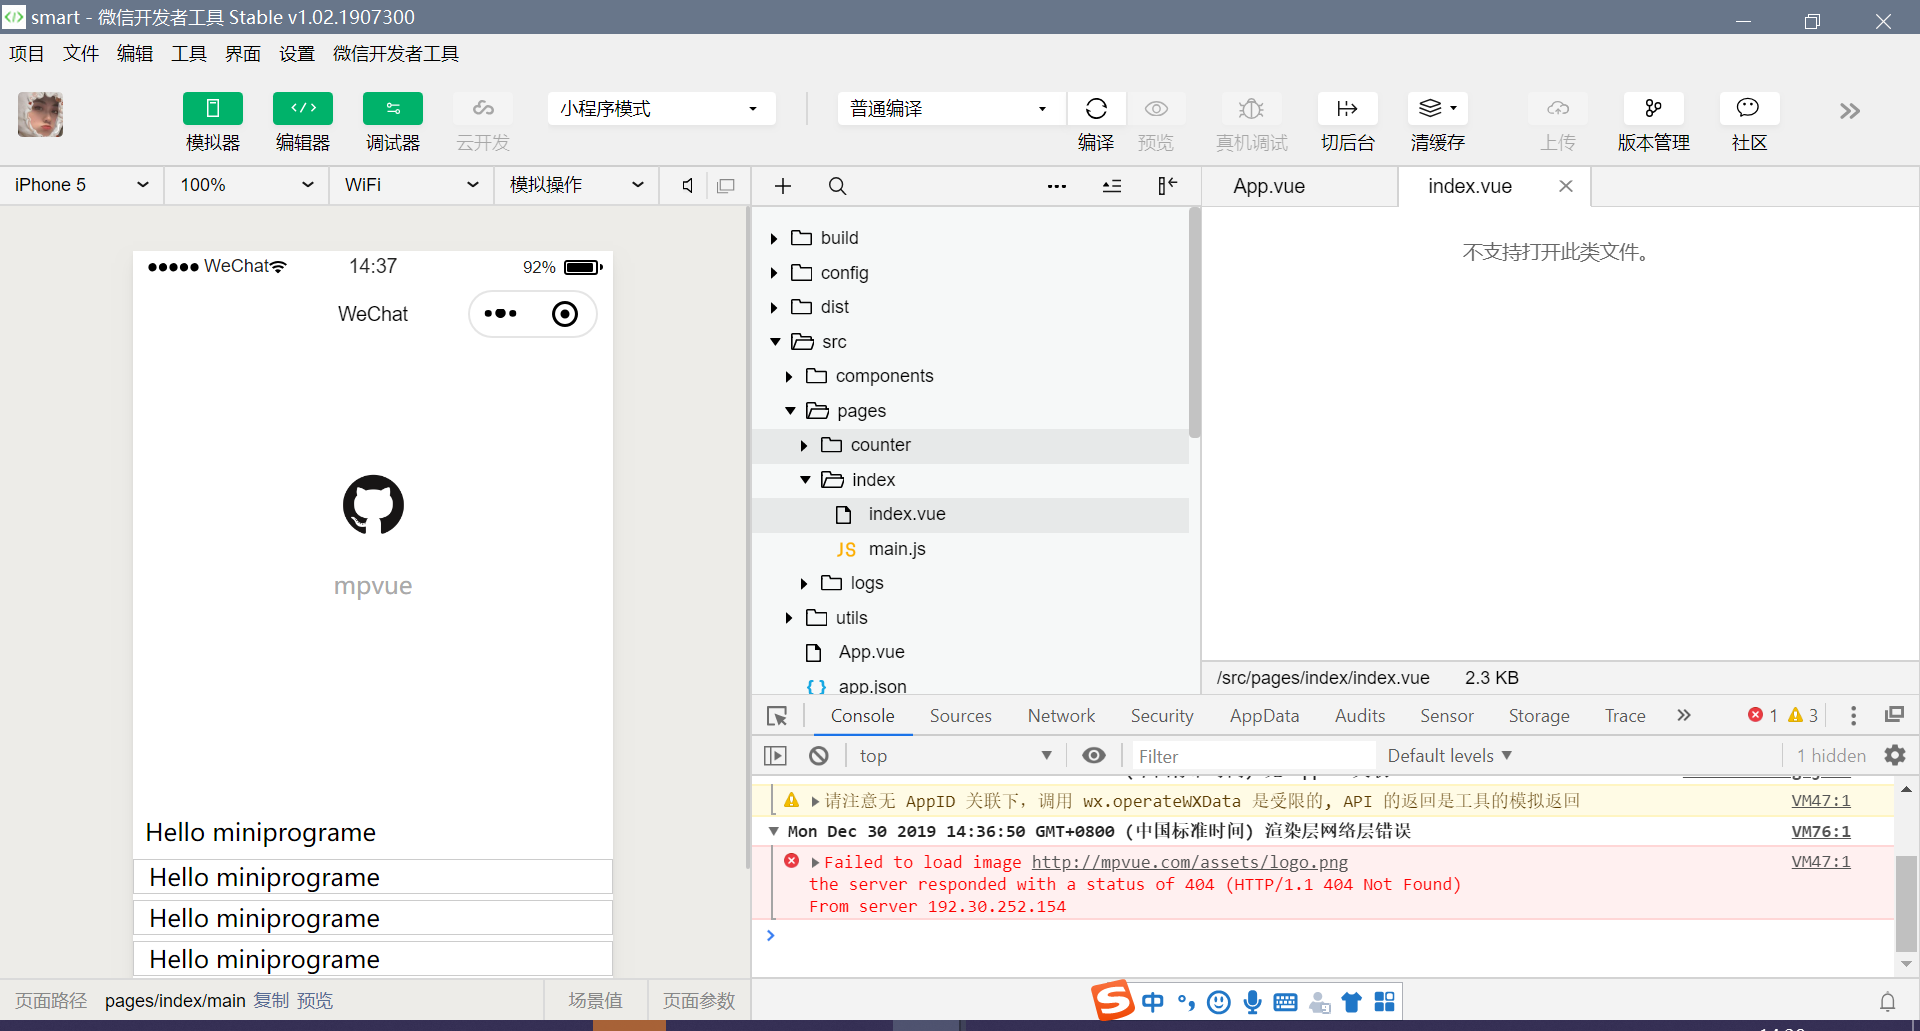 smart - 微信开发者工具 Stable v1.02.1907300
项目 文件 编辑 工具 界面 设置 微信开发者工具
模拟器 编辑器 调试器 云开发 小程序模式 普通编译 编译 预览 真机调试 切后台 清缓存 上传 版本管理 社区
iPhone 5 100% WiFi 模拟操作
App.vue index.vue
WeChat 14:37 92%
WeChat
mpvue
Hello miniprograme
Hello miniprograme
Hello miniprograme
Hello miniprograme
页面路径 pages/index/main 复制 预览 场景值 页面参数
build
config
dist
src
components
pages
counter
index
index.vue
JS main.js
logs
utils
App.vue
{ } app.json
不支持打开此类文件。
/src/pages/index/index.vue 2.3 KB
Console Sources Network Security AppData Audits Sensor Storage Trace 1 3
top Filter Default levels 1 hidden
请注意无 AppID 关联下，调用 wx.operateWXData 是受限的, API 的返回是工具的模拟返回 VM47:1
Mon Dec 30 2019 14:36:50 GMT+0800 (中国标准时间) 渲染层网络层错误 VM76:1
Failed to load image http://mpvue.com/assets/logo.png VM47:1
the server responded with a status of 404 (HTTP/1.1 404 Not Found)
From server 192.30.252.154
中